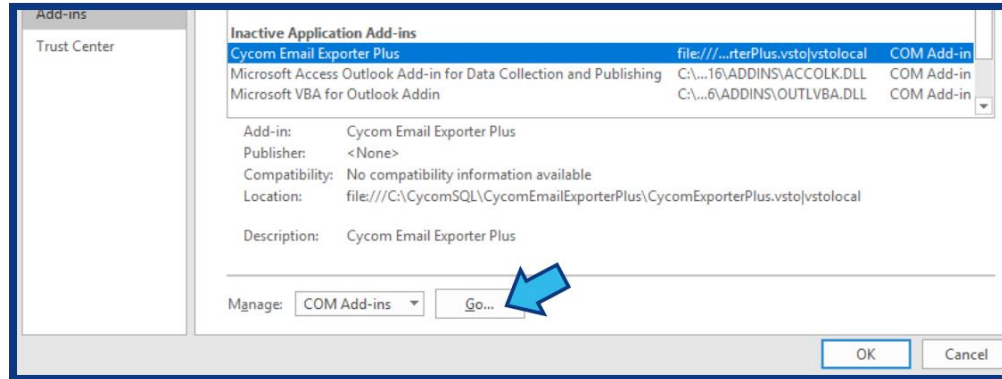 Add-ins
Trust Center
Inactive Application Add-ins
Cycom Email Exporter Plus file:///...rterPlus.vsto|vstolocal COM Add-in
Microsoft Access Outlook Add-in for Data Collection and Publishing C:\...16\ADDINS\ACCOLK.DLL COM Add-in
Microsoft VBA for Outlook Addin C:\...6\ADDINS\OUTLVBA.DLL COM Add-in
Add-in: Cycom Email Exporter Plus
Publisher: <None>
Compatibility: No compatibility information available
Location: file:///C:\CycomSQL\CycomEmailExporterPlus\CycomExporterPlus.vsto|vstolocal
Description: Cycom Email Exporter Plus
Manage: COM Add-ins Go...
OK Cancel